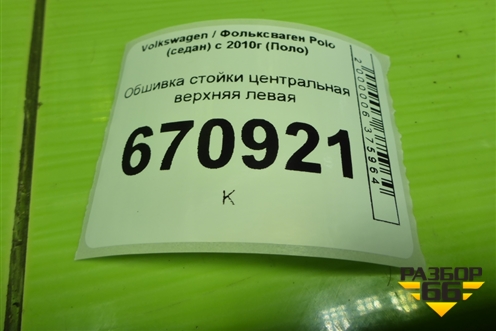 Volkswagen / Фольксваген Polo
(седан) с 2010г (Поло)
Обшивка стойки центральная
верхняя левая
670921
К
2000006375964
РАЗБОР
66